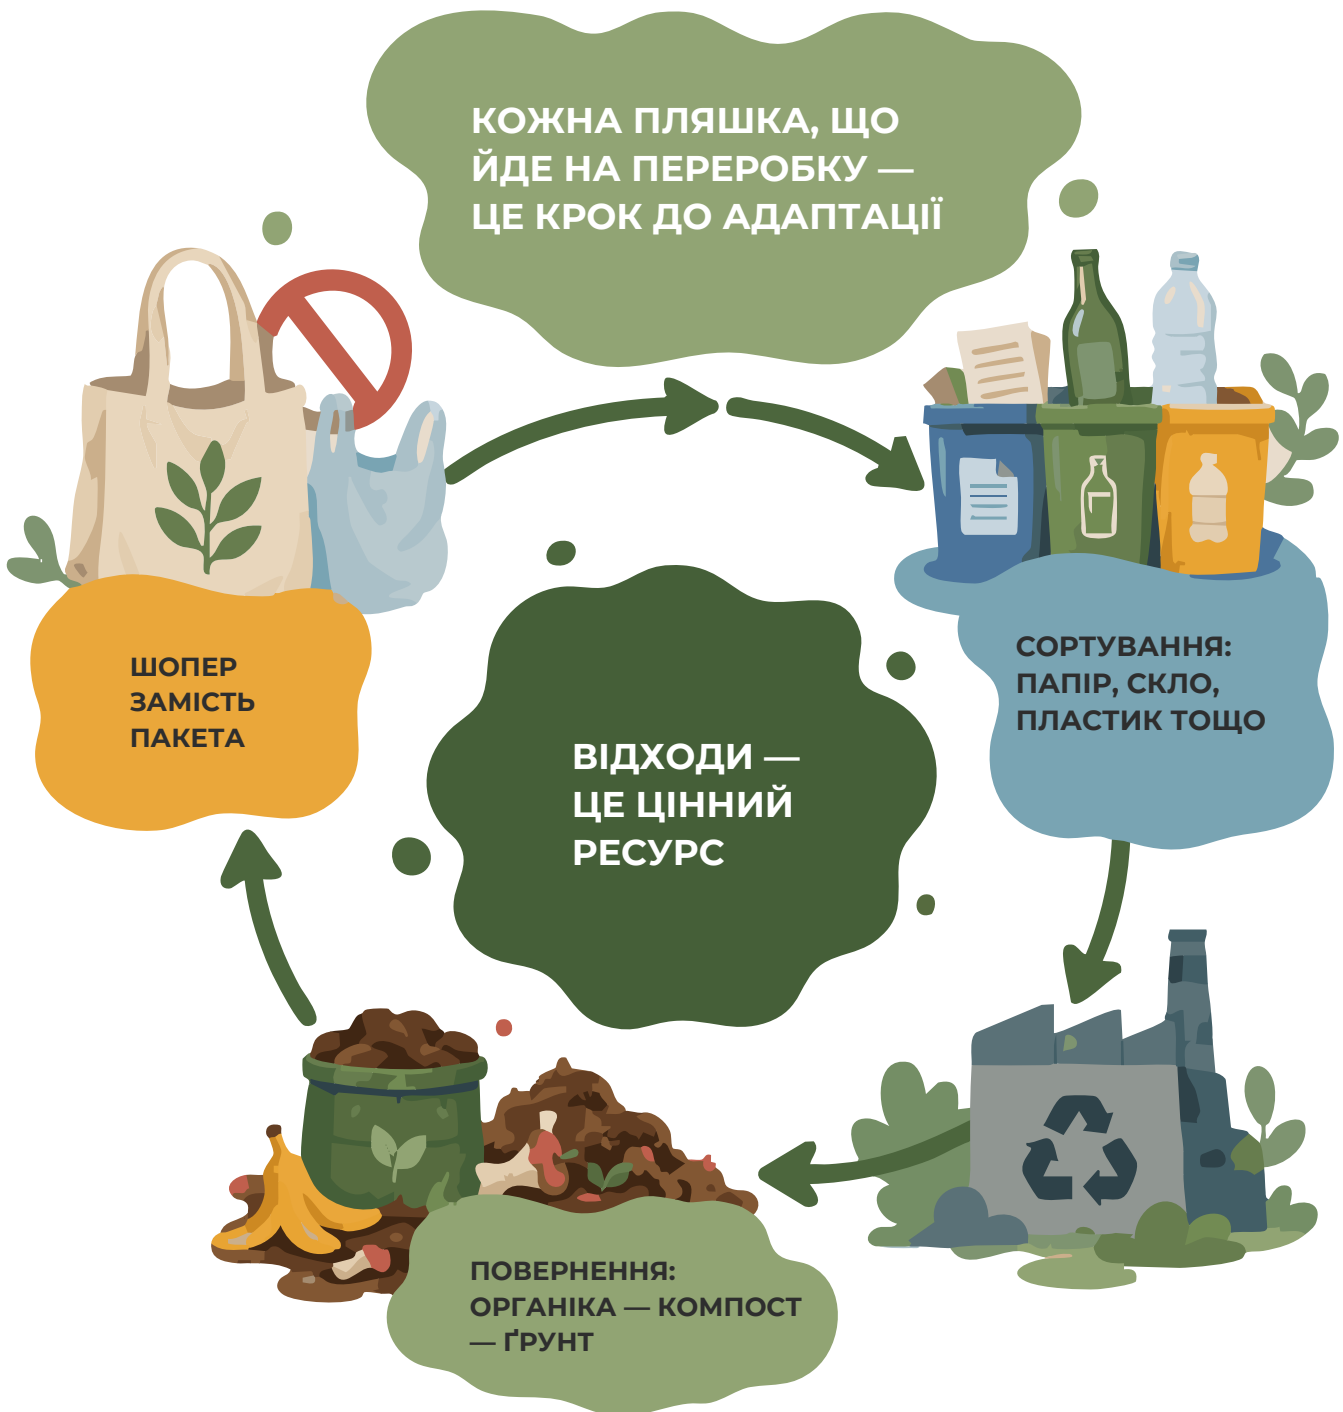 КОЖНА ПЛЯШКА, ЩО
ЙДЕ НА ПЕРЕРОБКУ —
ЦЕ КРОК ДО АДАПТАЦІЇ
ШОПЕР
ЗАМІСТЬ
ПАКЕТА
СОРТУВАННЯ:
ПАПІР, СКЛО,
ПЛАСТИК ТОЩО
ВІДХОДИ —
ЦЕ ЦІННИЙ
РЕСУРС
ПОВЕРНЕННЯ:
ОРГАНІКА — КОМПОСТ
— ҐРУНТ